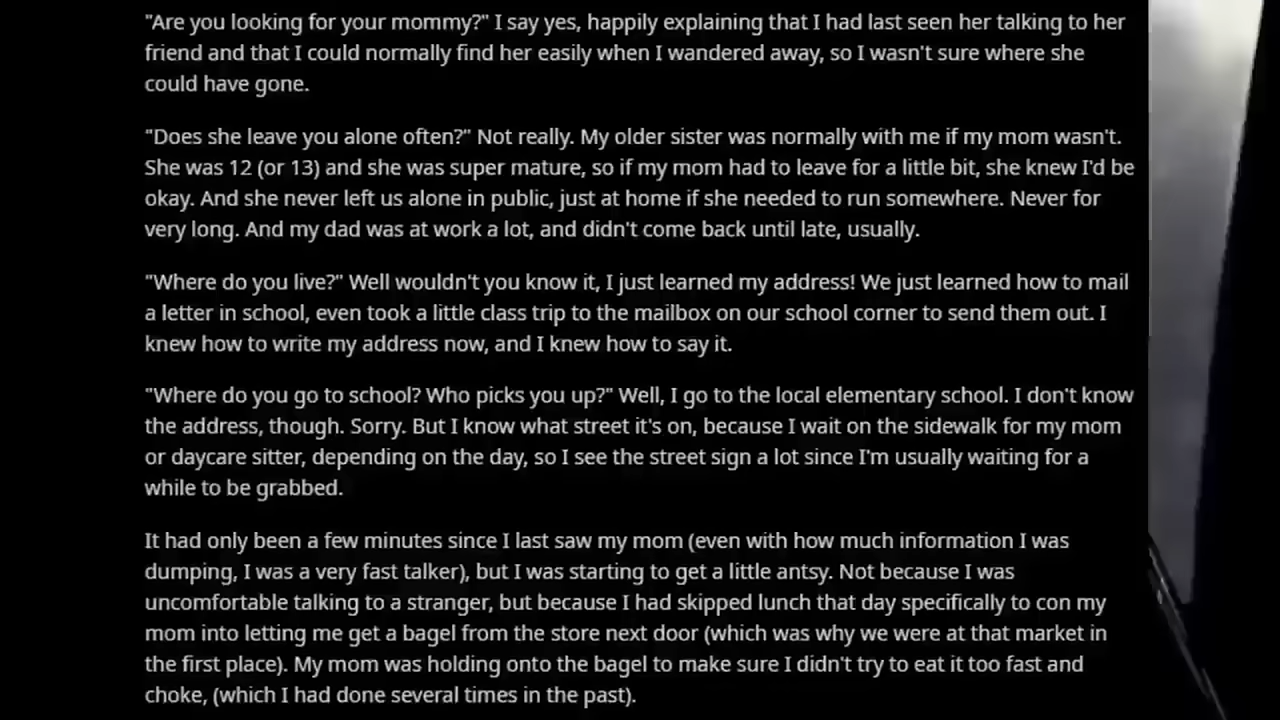 "Are you looking for your mommy?" I say yes, happily explaining that I had last seen her talking to her
friend and that I could normally find her easily when I wandered away, so I wasn't sure where she
could have gone.
"Does she leave you alone often?" Not really. My older sister was normally with me if my mom wasn't.
She was 12 (or 13) and she was super mature, so if my mom had to leave for a little bit, she knew I'd be
okay. And she never left us alone in public, just at home if she needed to run somewhere. Never for
very long. And my dad was at work a lot, and didn't come back until late, usually.
"Where do you live?" Well wouldn't you know it, I just learned my address! We just learned how to mail
a letter in school, even took a little class trip to the mailbox on our school corner to send them out. I
knew how to write my address now, and I knew how to say it.
"Where do you go to school? Who picks you up?" Well, I go to the local elementary school. I don't know
the address, though. Sorry. But I know what street it's on, because I wait on the sidewalk for my mom
or daycare sitter, depending on the day, so I see the street sign a lot since I'm usually waiting for a
while to be grabbed.
It had only been a few minutes since I last saw my mom (even with how much information I was
dumping, I was a very fast talker), but I was starting to get a little antsy. Not because I was
uncomfortable talking to a stranger, but because I had skipped lunch that day specifically to con my
mom into letting me get a bagel from the store next door (which was why we were at that market in
the first place). My mom was holding onto the bagel to make sure I didn't try to eat it too fast and
choke, (which I had done several times in the past).